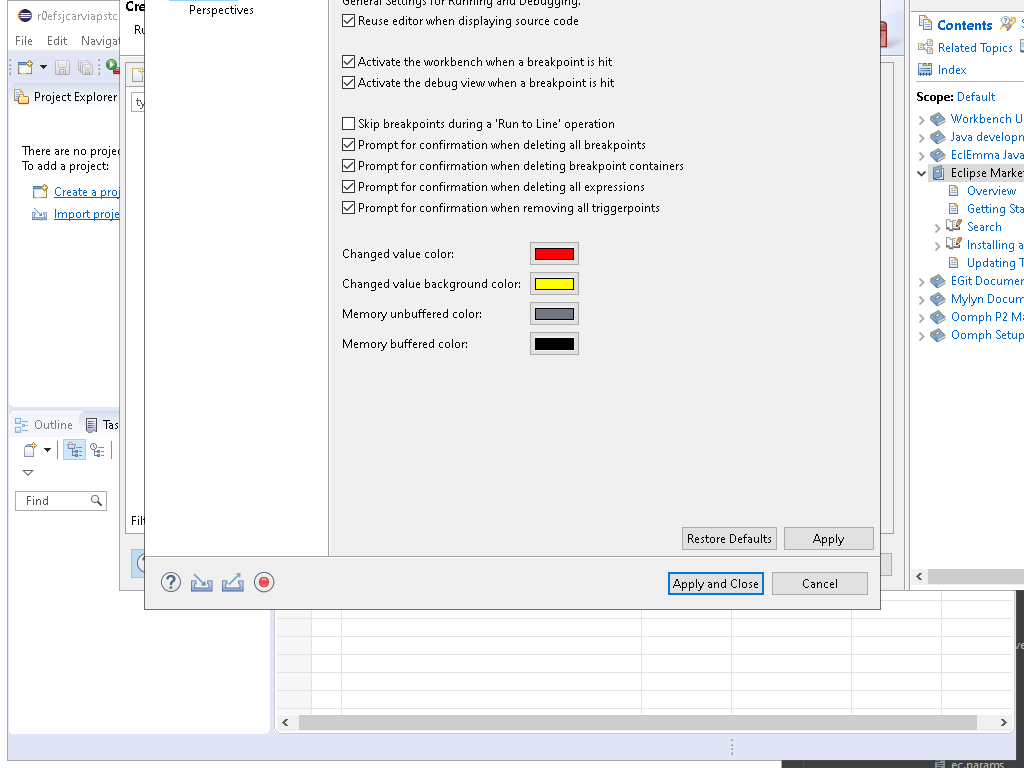 r0efsjcarviapstc
File Edit Naviga
Project Explorer
There are no projec
To add a project:
Create a proj
Import proje
Outline
Tas
Find
Cre
Ru
ty
Filt
Perspectives
General Settings for Running and Debugging.
Reuse editor when displaying source code
Activate the workbench when a breakpoint is hit
Activate the debug view when a breakpoint is hit
Skip breakpoints during a 'Run to Line' operation
Prompt for confirmation when deleting all breakpoints
Prompt for confirmation when deleting breakpoint containers
Prompt for confirmation when deleting all expressions
Prompt for confirmation when removing all triggerpoints
Changed value color:
Changed value background color:
Memory unbuffered color:
Memory buffered color:
Restore Defaults Apply
Apply and Close Cancel
Contents
Related Topics
Index
Scope: Default
Workbench U
Java developm
EclEmma Java
Eclipse Market
Overview
Getting Sta
Search
Installing a
Updating T
EGit Documen
Mylyn Docum
Oomph P2 Ma
Oomph Setup
ve
ec.params